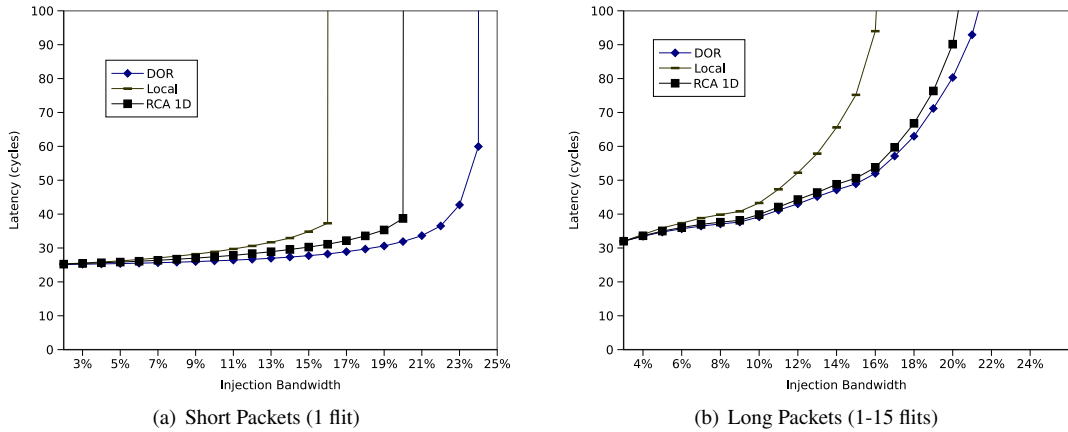 100
90
80
70
60
50
40
30
20
10
0
Latency (cycles)
DOR
Local
RCA 1D
3% 5% 7% 9% 11% 13% 15% 17% 19% 21% 23% 25%
Injection Bandwidth
(a) Short Packets (1 flit)
100
90
80
70
60
50
40
30
20
10
0
Latency (cycles)
DOR
Local
RCA 1D
4% 6% 8% 10% 12% 14% 16% 18% 20% 22% 24%
Injection Bandwidth
(b) Long Packets (1-15 flits)